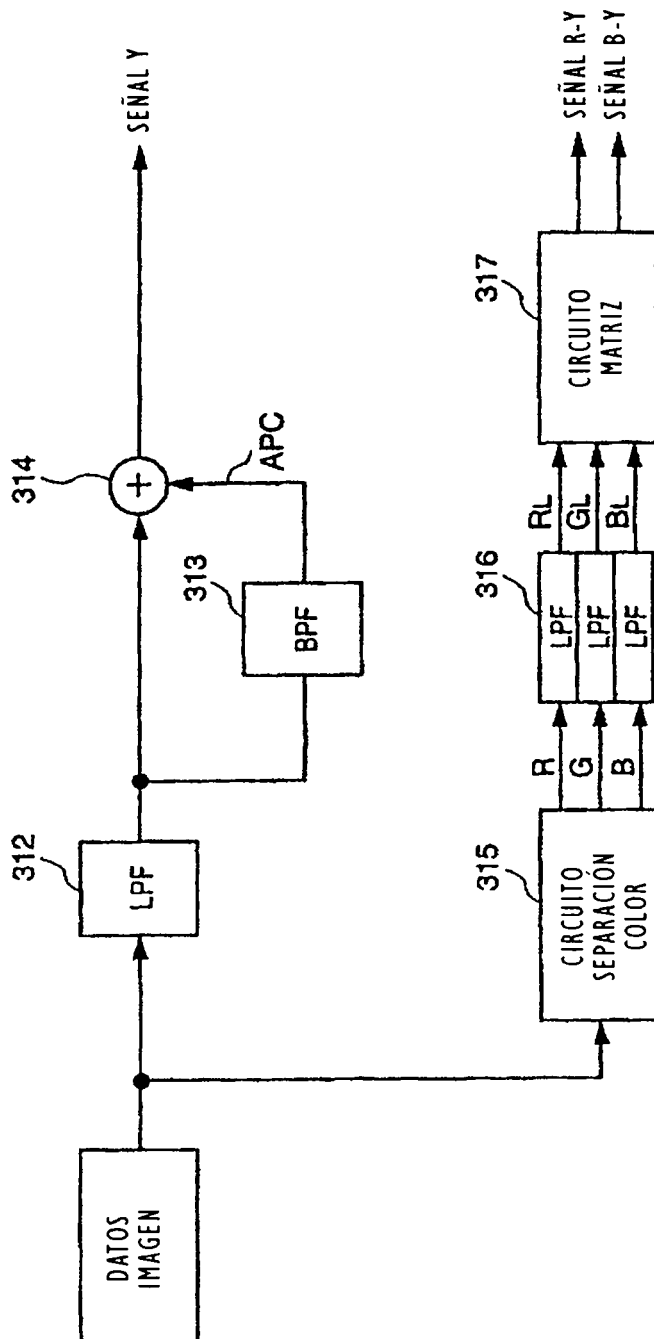 DATOS
IMAGEN
312
LPF
313
BPF
APC
314
+
SEÑAL Y
315
CIRCUITO
SEPARACIÓN
COLOR
R
G
B
316
LPF
LPF
LPF
RL
GL
BL
317
CIRCUITO
MATRIZ
SEÑAL R-Y
SEÑAL B-Y